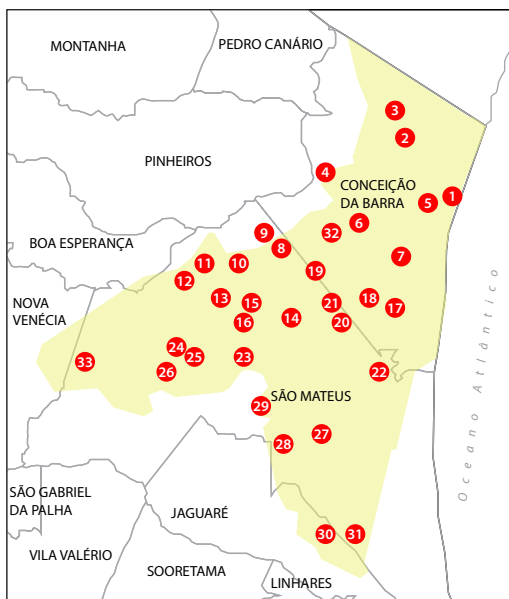 MONTANHA
PEDRO CANÁRIO
3
2
PINHEIROS
4
CONCEIÇÃO
DA BARRA
1
5
6
32
9
BOA ESPERANÇA
8
7
11
10
19
12
NOVA
VENÉCIA
13
15
21
18
17
14
16
20
24
25
23
33
26
22
SÃO MATEUS
29
27
28
Oceano Atlântico
SÃO GABRIEL
DA PALHA
JAGUARÉ
30
31
VILA VALÉRIO
SOORETAMA
LINHARES